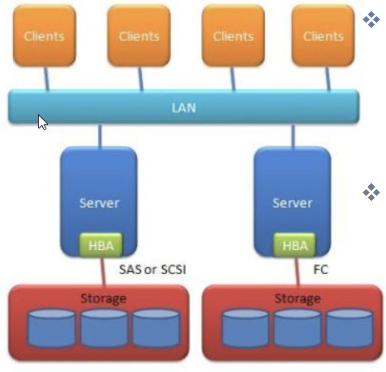 Clients Clients Clients Clients
LAN
Server Server
HBA HBA
SAS or SCSI FC
Storage Storage